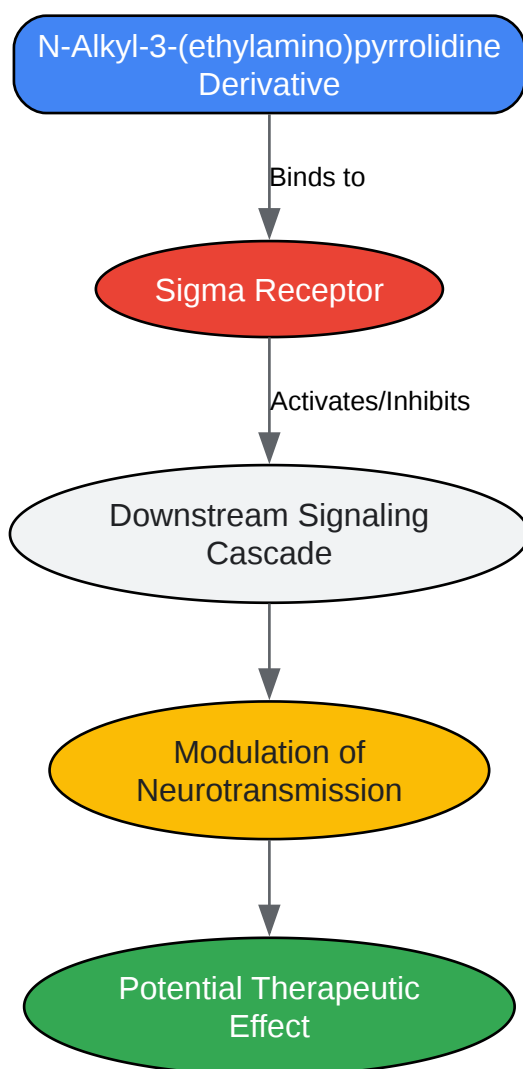 N-Alkyl-3-(ethylamino)pyrrolidine
Derivative
Binds to
Sigma Receptor
Activates/Inhibits
Downstream Signaling
Cascade
Modulation of
Neurotransmission
Potential Therapeutic
Effect